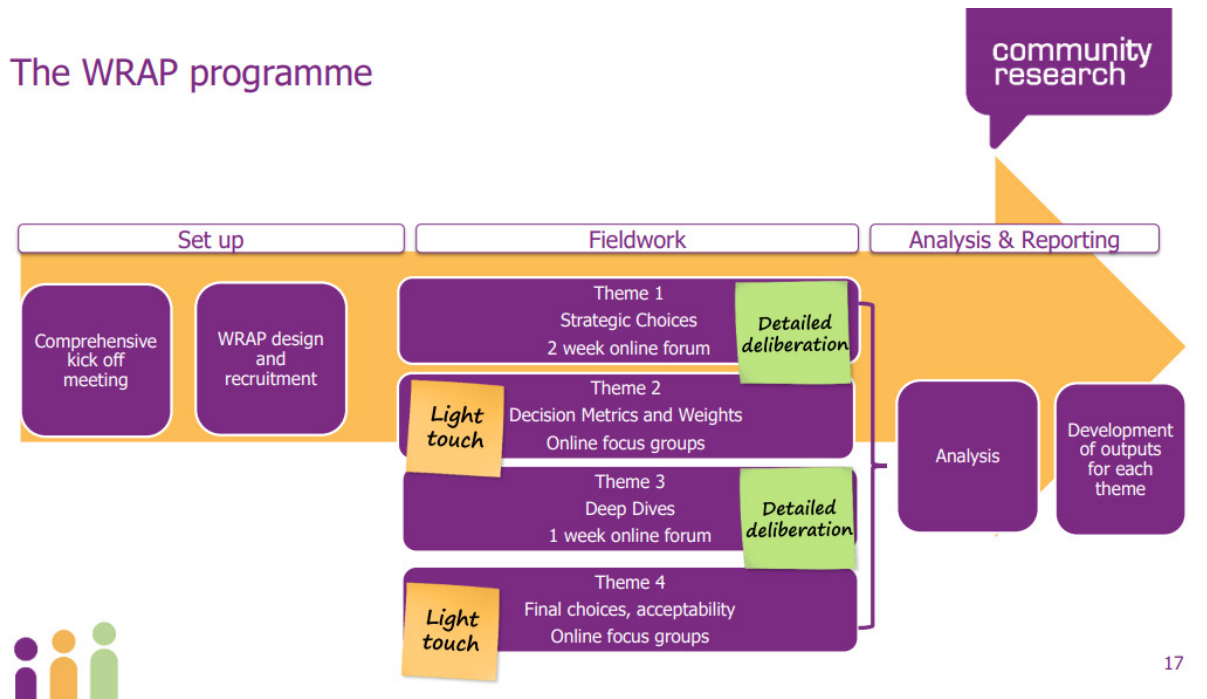 The WRAP programme
community
research
Set up
Fieldwork
Analysis & Reporting
Comprehensive
kick off
meeting
WRAP design
and
recruitment
Theme 1
Strategic Choices
2 week online forum
Detailed
deliberation
Theme 2
Decision Metrics and Weights
Online focus groups
Light
touch
Theme 3
Deep Dives
1 week online forum
Detailed
deliberation
Theme 4
Final choices, acceptability
Online focus groups
Light
touch
Analysis
Development
of outputs
for each
theme
17